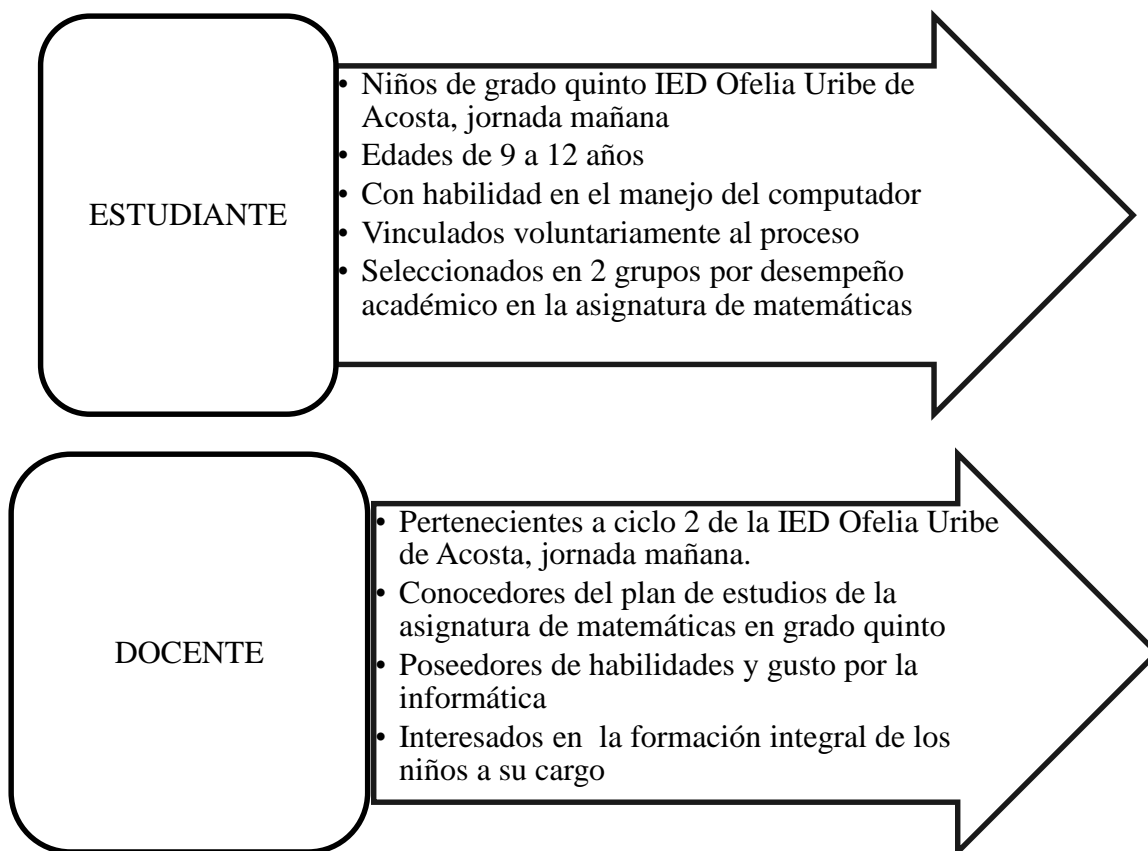 ESTUDIANTE
• Niños de grado quinto IED Ofelia Uribe de
Acosta, jornada mañana
• Edades de 9 a 12 años
• Con habilidad en el manejo del computador
• Vinculados voluntariamente al proceso
• Seleccionados en 2 grupos por desempeño
académico en la asignatura de matemáticas
DOCENTE
• Pertenecientes a ciclo 2 de la IED Ofelia Uribe
de Acosta, jornada mañana.
• Conocedores del plan de estudios de la
asignatura de matemáticas en grado quinto
• Poseedores de habilidades y gusto por la
informática
• Interesados en  la formación integral de los
niños a su cargo